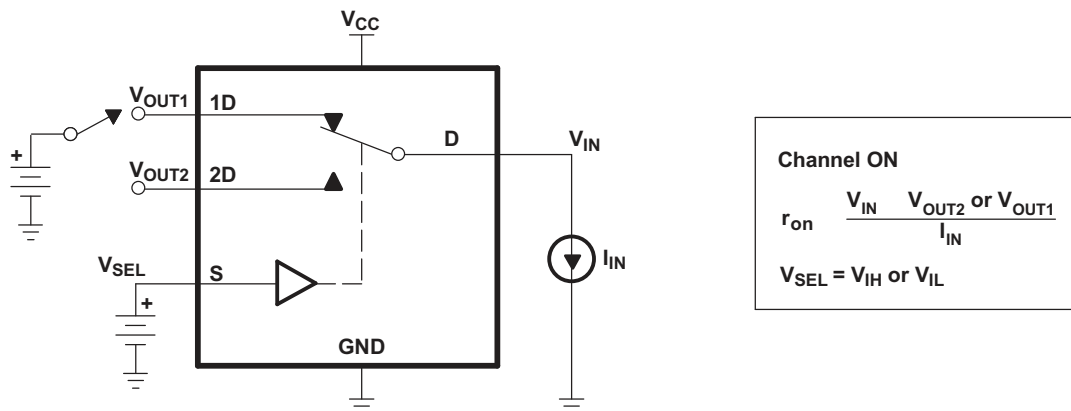 VCC
VOUT1
1D
D
VIN
+
VOUT2
2D
VSEL
S
+
IIN
GND
Channel ON
ron VIN VOUT2 or VOUT1
IIN
VSEL = VIH or VIL